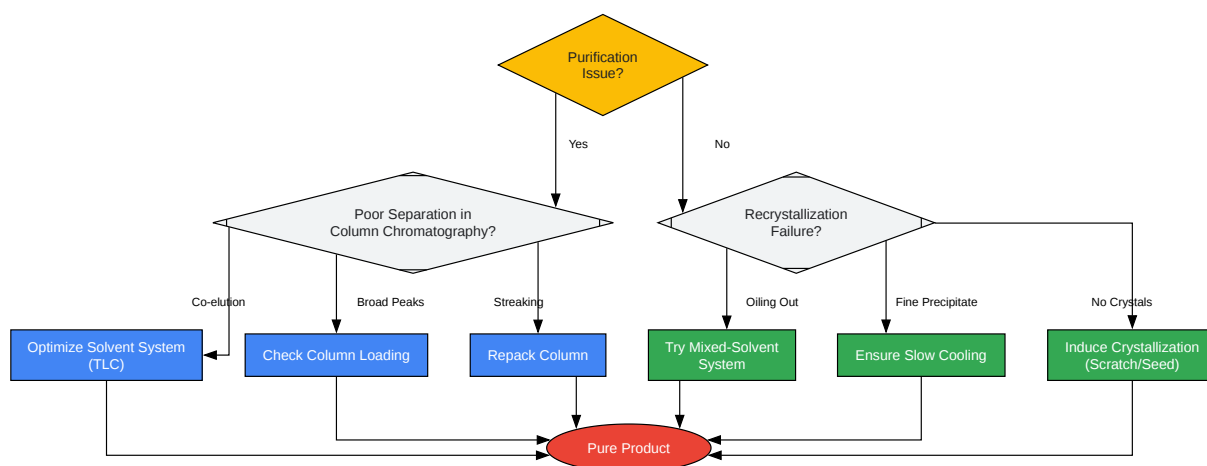 Purification
Issue?
Yes
No
Poor Separation in
Column Chromatography?
Recrystallization
Failure?
Co-elution
Broad Peaks
Streaking
Oiling Out
Fine Precipitate
No Crystals
Optimize Solvent System
(TLC)
Check Column Loading
Repack Column
Try Mixed-Solvent
System
Ensure Slow Cooling
Induce Crystallization
(Scratch/Seed)
Pure Product